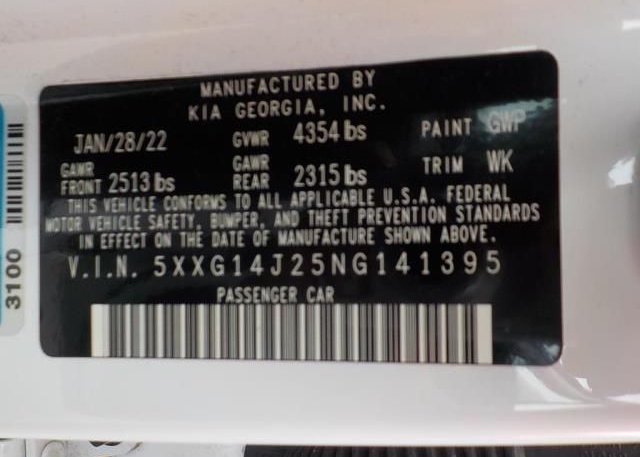 MANUFACTURED BY
KIA GEORGIA, INC.
JAN/28/22 GVWR 4354 lbs PAINT GWP
GAWR FRONT 2513 lbs GAWR REAR 2315 lbs TRIM WK
THIS VEHICLE CONFORMS TO ALL APPLICABLE U.S.A. FEDERAL
MOTOR VEHICLE SAFETY, BUMPER, AND THEFT PREVENTION STANDARDS
IN EFFECT ON THE DATE OF MANUFACTURE SHOWN ABOVE.
V.I.N. 5XXG14J25NG141395
PASSENGER CAR
3100